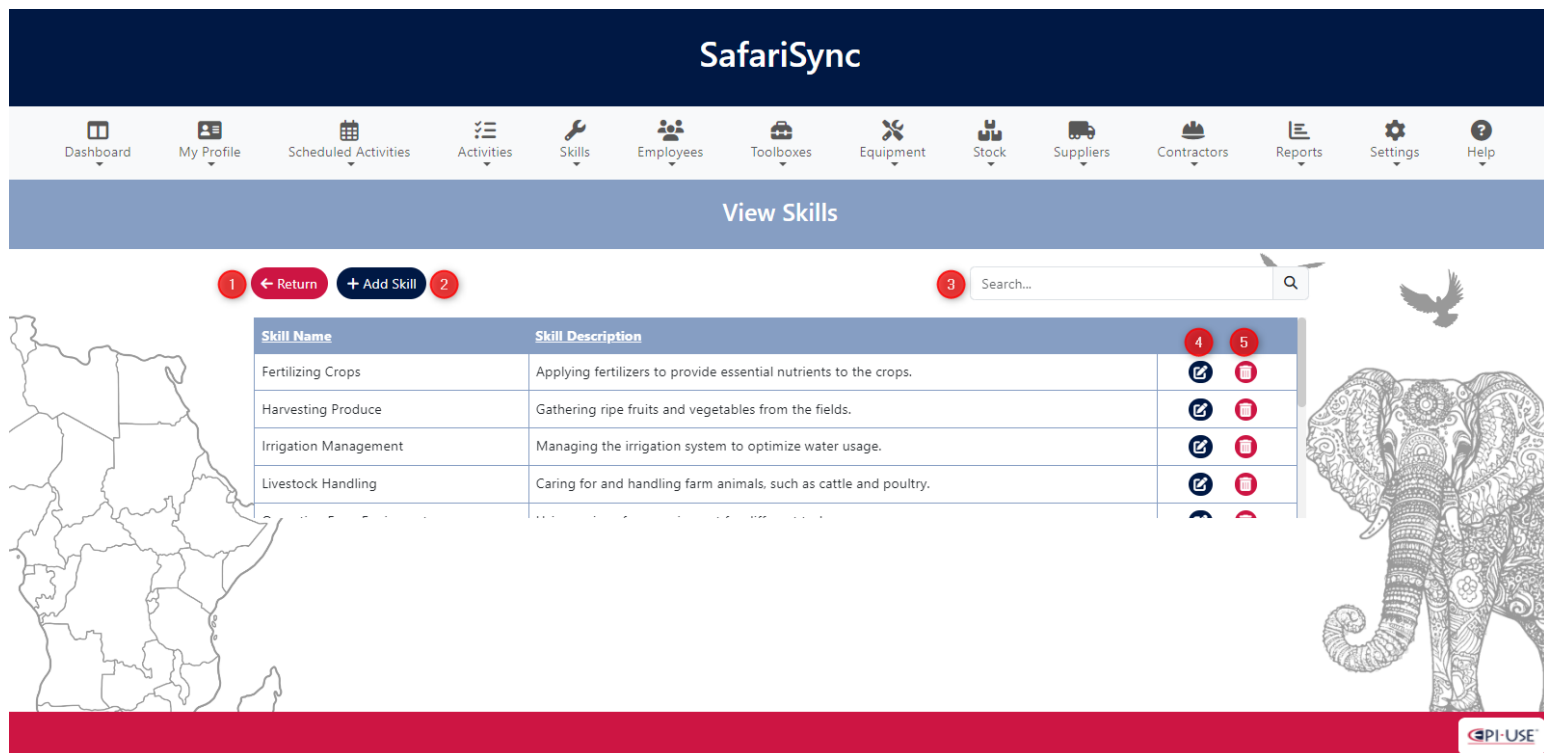 SafariSync
Dashboard My Profile Scheduled Activities Activities Skills Employees Toolboxes Equipment Stock Suppliers Contractors Reports Settings Help
View Skills
1 Return + Add Skill 2 3 Search...
Skill Name Skill Description 4 5
Fertilizing Crops Applying fertilizers to provide essential nutrients to the crops.
Harvesting Produce Gathering ripe fruits and vegetables from the fields.
Irrigation Management Managing the irrigation system to optimize water usage.
Livestock Handling Caring for and handling farm animals, such as cattle and poultry.
EPI-USE